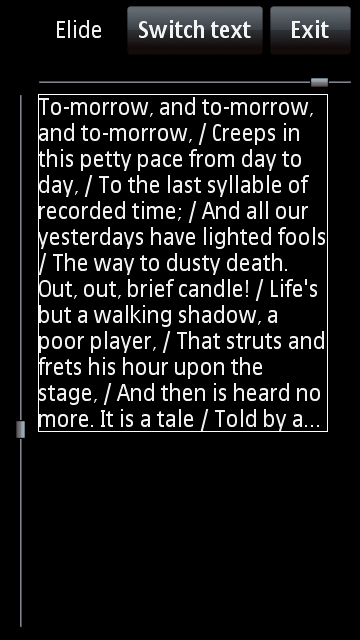 Elide
Switch text
Exit
To-morrow, and to-morrow,
and to-morrow, / Creeps in
this petty pace from day to
day, / To the last syllable of
recorded time; / And all our
yesterdays have lighted fools
/ The way to dusty death.
Out, out, brief candle! / Life's
but a walking shadow, a
poor player, / That struts and
frets his hour upon the
stage, / And then is heard no
more. It is a tale / Told by a...